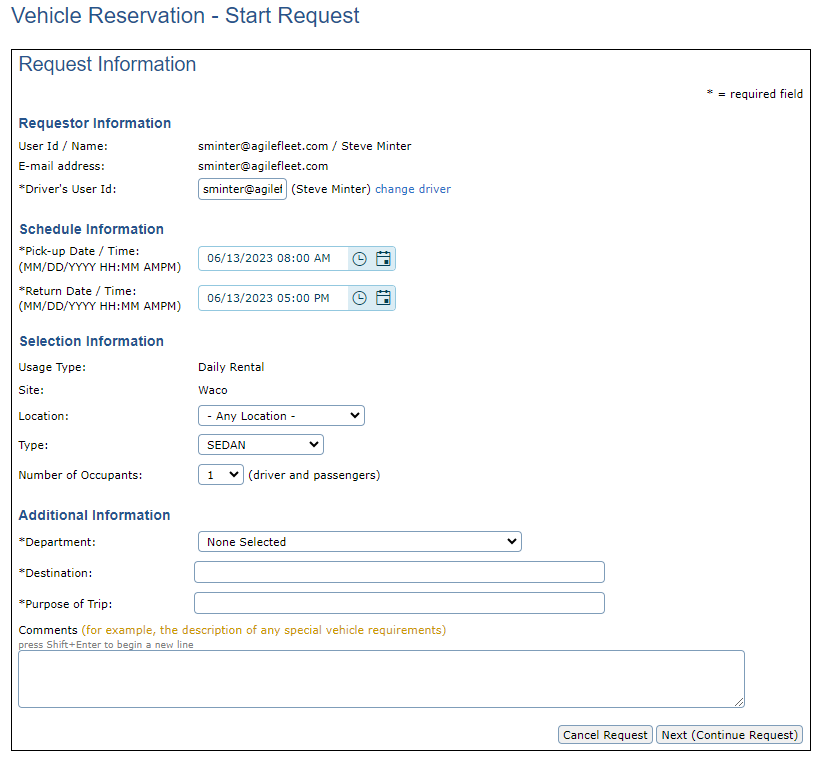 Vehicle Reservation - Start Request
Request Information
* = required field
Requestor Information
User Id / Name: sminter@agilefleet.com / Steve Minter
E-mail address: sminter@agilefleet.com
*Driver's User Id: sminter@agilef (Steve Minter) change driver
Schedule Information
*Pick-up Date / Time:
(MM/DD/YYYY HH:MM AMPM) 06/13/2023 08:00 AM
*Return Date / Time:
(MM/DD/YYYY HH:MM AMPM) 06/13/2023 05:00 PM
Selection Information
Usage Type: Daily Rental
Site: Waco
Location: - Any Location -
Type: SEDAN
Number of Occupants: 1 (driver and passengers)
Additional Information
*Department: None Selected
*Destination:
*Purpose of Trip:
Comments (for example, the description of any special vehicle requirements)
press Shift+Enter to begin a new line
Cancel Request Next (Continue Request)